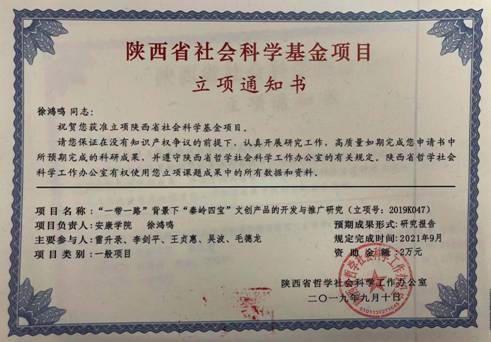 陕西省社会科学基金项目
立项通知书
徐鸿鸣 同志：
祝贺您获准立项陕西省社会科学基金项目。
请您保证在没有知识产权争议的前提下，认真开展研究工作，高质量如期完成您申请书中
所预期完成的科研成果。并遵守陕西省哲学社会科学工作办公室的有关规定。陕西省哲学社会
科学工作办公室有权使用您立项课题成果中的所有数据和资料。
项目名称：“一带一路”背景下“秦岭四宝”文创产品的开发与推广研究（立项号：2019K047）
项目负责人：安康学院 徐鸿鸣 预期成果形式：研究报告
主要参与人：雷升录、李剑平、王贞惠、吴波、毛德龙 规定完成时间：2021年9月
项目类别：一般项目 资助金额：2万元
陕西省哲学社会科学工作办公室
二〇一九年九月十日